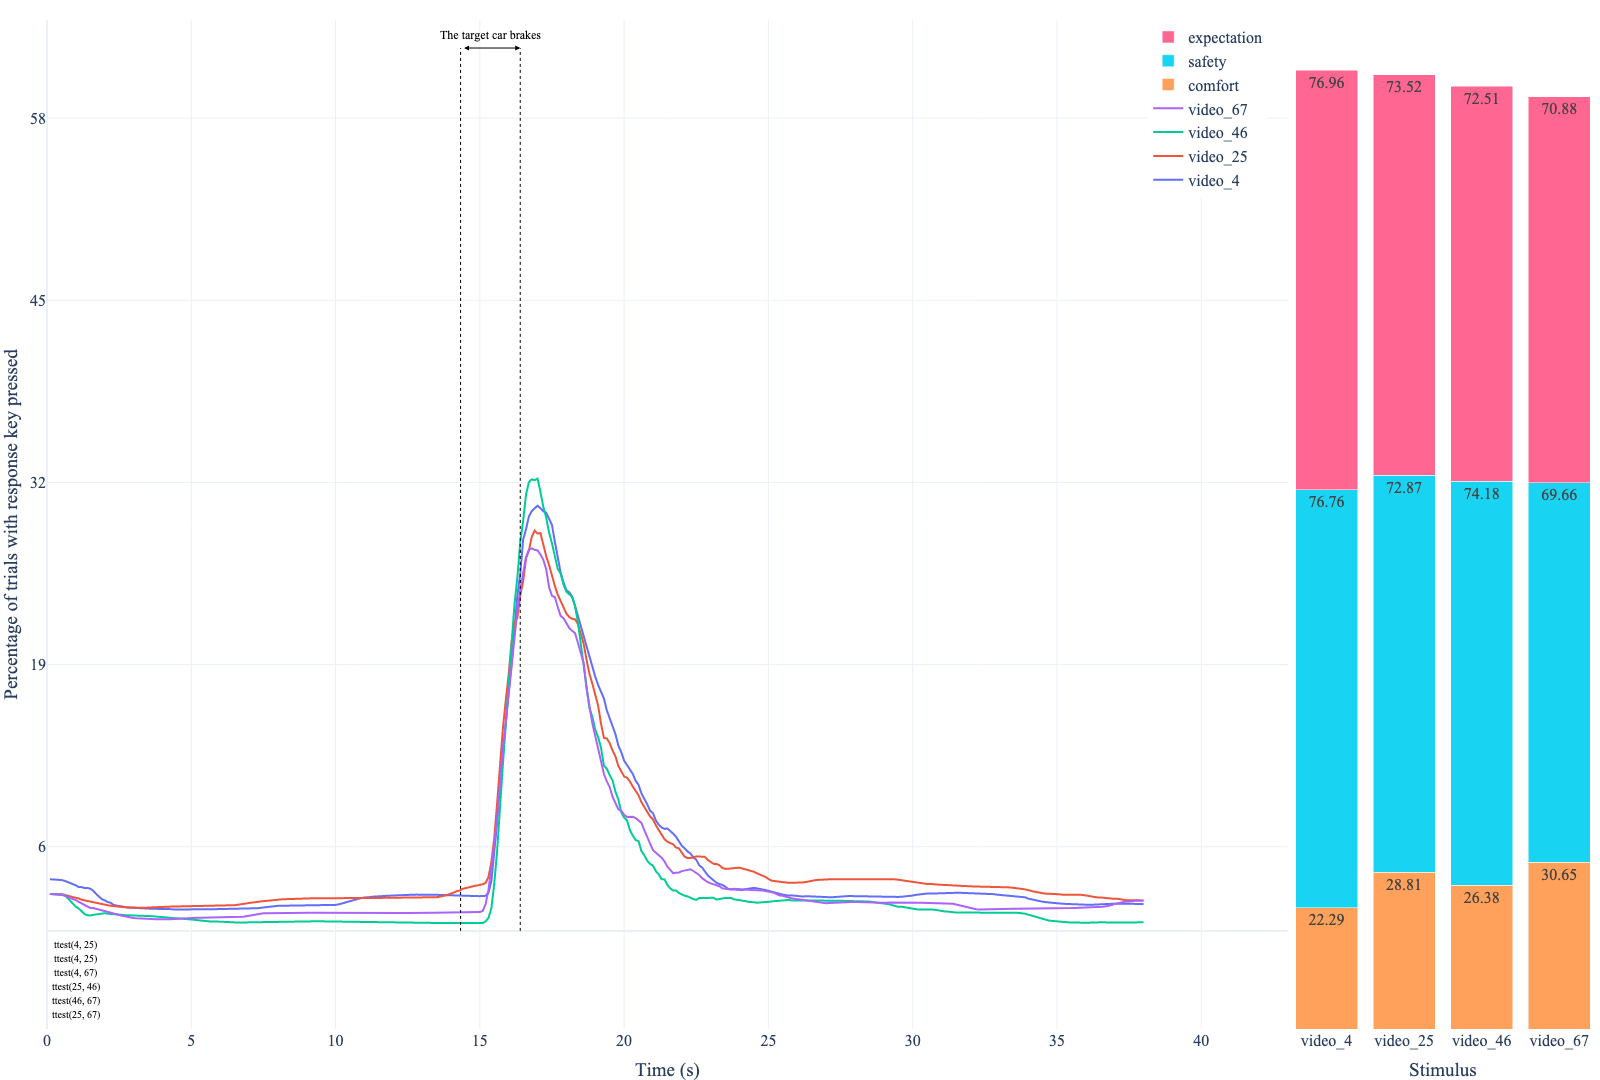 The target car brakes
expectation
safety
comfort
video_67
video_46
video_25
video_4
58
45
32
19
6
Percentage of trials with response key pressed
ttest(4, 25)
ttest(4, 25)
ttest(4, 67)
ttest(25, 46)
ttest(46, 67)
ttest(25, 67)
0 5 10 15 20 25 30 35 40
Time (s)
76.96 73.52 72.51 70.88
76.76 72.87 74.18 69.66
22.29 28.81 26.38 30.65
video_4 video_25 video_46 video_67
Stimulus